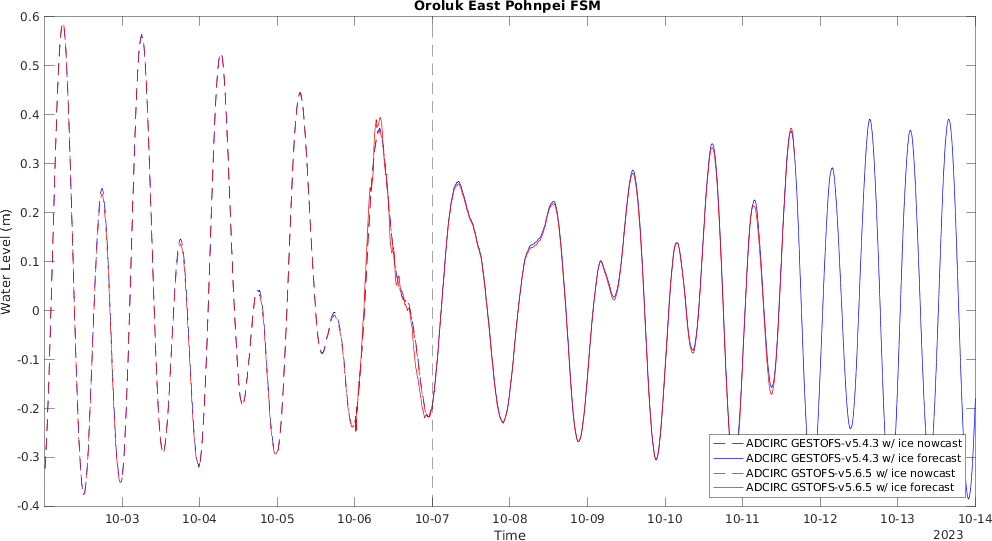 Oroluk East Pohnpei FSM
0.6
0.5
0.4
0.3
0.2
0.1
0
-0.1
-0.2
-0.3
-0.4
Water Level (m)
ADCIRC GESTOFS-v5.4.3 w/ ice nowcast
ADCIRC GESTOFS-v5.4.3 w/ ice forecast
ADCIRC GSTOFS-v5.6.5 w/ ice nowcast
ADCIRC GSTOFS-v5.6.5 w/ ice forecast
10-03 10-04 10-05 10-06 10-07 10-08 10-09 10-10 10-11 10-12 10-13 10-14
Time
2023